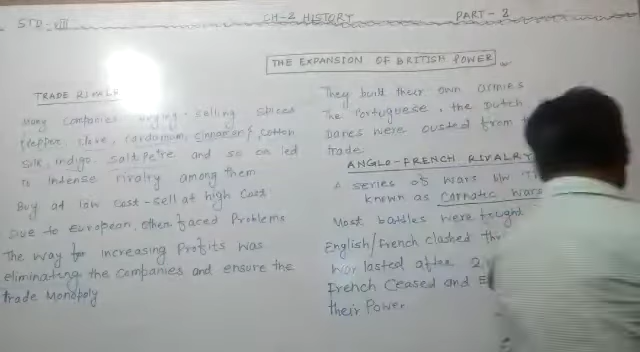 STD-VIII
CH-2 HISTORY
PART-2
THE EXPANSION OF BRITISH POWER
TRADE RIVALR
Many Companies selling spices
pepper, clove, cardamom, cinnamon, cotton
silk, indigo, saltpetre and so on led
to intense rivalry among them
Buy at low cost-sell at high cost
Due to european, other faced Problems
The way for increasing Profits was
eliminating the companies and ensure the
trade Monopoly
They built their own armies
The Portuguese, the Dutch
Danes were ousted from
trade
ANGLO-FRENCH RIVALRY
A series of wars b/w
known as Carnatic Wars
Most battles were fought
English/French clashed
War lasted after 2
French Ceased and E
their Power